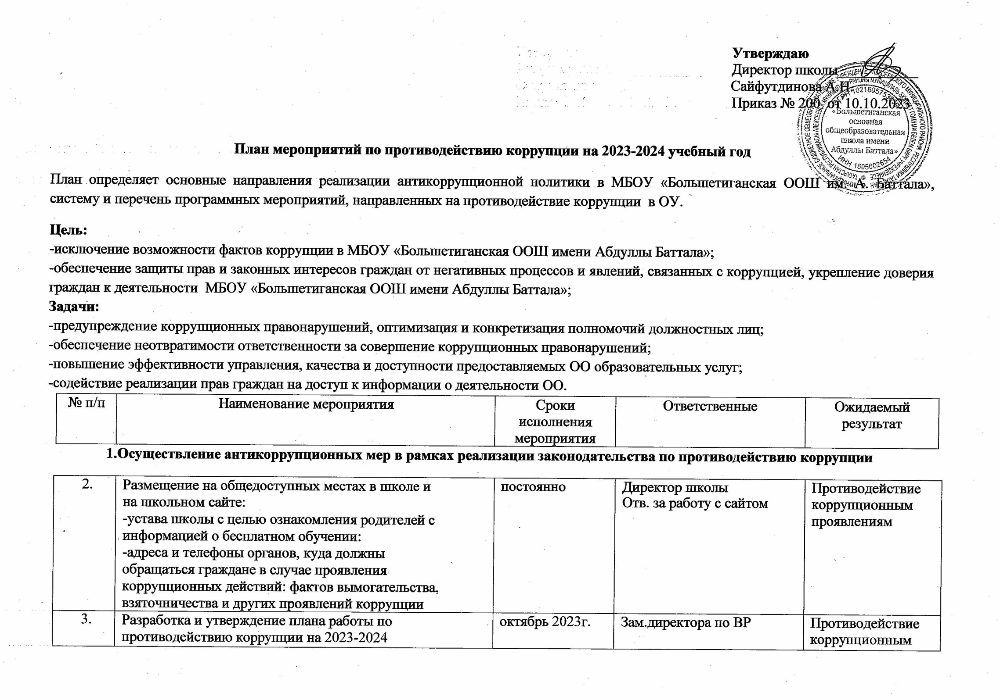 Утверждаю
Директор школы
Сайфутдинова А.Н.
Приказ № 200 от 10.10.2023
«Большетиганская
основная
общеобразовательная
школа имени
Абдуллы Баттала»
ИНН 1605002654
План мероприятий по противодействию коррупции на 2023-2024 учебный год
План определяет основные направления реализации антикоррупционной политики в МБОУ «Большетиганская ООШ им. А. Баттала»,
систему и перечень программных мероприятий, направленных на противодействие коррупции в ОУ.
Цель:
-исключение возможности фактов коррупции в МБОУ «Большетиганская ООШ имени Абдуллы Баттала»;
-обеспечение защиты прав и законных интересов граждан от негативных процессов и явлений, связанных с коррупцией, укрепление доверия
граждан к деятельности МБОУ «Большетиганская ООШ имени Абдуллы Баттала»;
Задачи:
-предупреждение коррупционных правонарушений, оптимизация и конкретизация полномочий должностных лиц;
-обеспечение неотвратимости ответственности за совершение коррупционных правонарушений;
-повышение эффективности управления, качества и доступности предоставляемых ОО образовательных услуг;
-содействие реализации прав граждан на доступ к информации о деятельности ОО.
№ п/п
Наименование мероприятия
Сроки
исполнения
мероприятия
Ответственные
Ожидаемый
результат
1.Осуществление антикоррупционных мер в рамках реализации законодательства по противодействию коррупции
2.
Размещение на общедоступных местах в школе и
на школьном сайте:
-устава школы с целью ознакомления родителей с
информацией о бесплатном обучении:
-адреса и телефоны органов, куда должны
обращаться граждане в случае проявления
коррупционных действий: фактов вымогательства,
взяточничества и других проявлений коррупции
постоянно
Директор школы
Отв. за работу с сайтом
Противодействие
коррупционным
проявлениям
3.
Разработка и утверждение плана работы по
противодействию коррупции на 2023-2024
октябрь 2023г.
Зам.директора по ВР
Противодействие
коррупционным